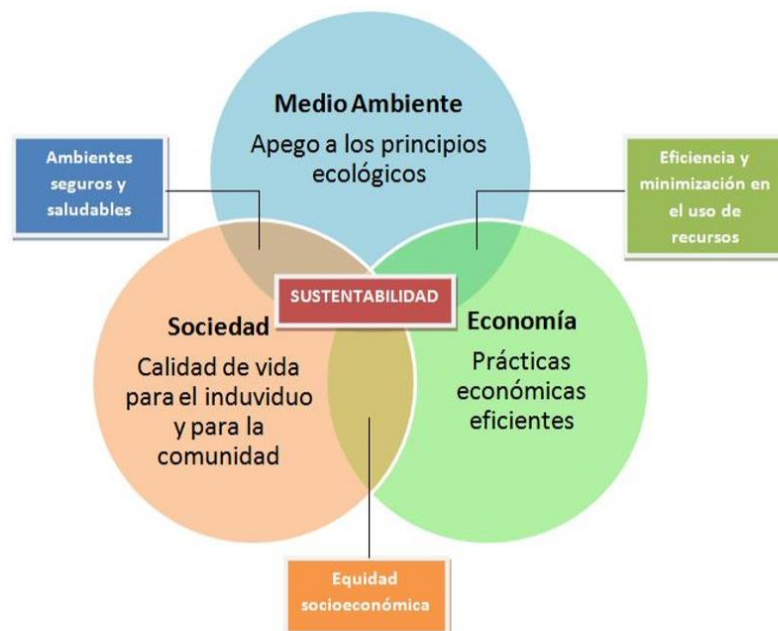 Medio Ambiente
Apego a los principios
ecológicos
Ambientes
seguros y
saludables
Eficiencia y
minimización en
el uso de
recursos
SUSTENTABILIDAD
Sociedad
Calidad de vida
para el induviduo
y para la
comunidad
Economía
Prácticas
económicas
eficientes
Equidad
socioeconómica